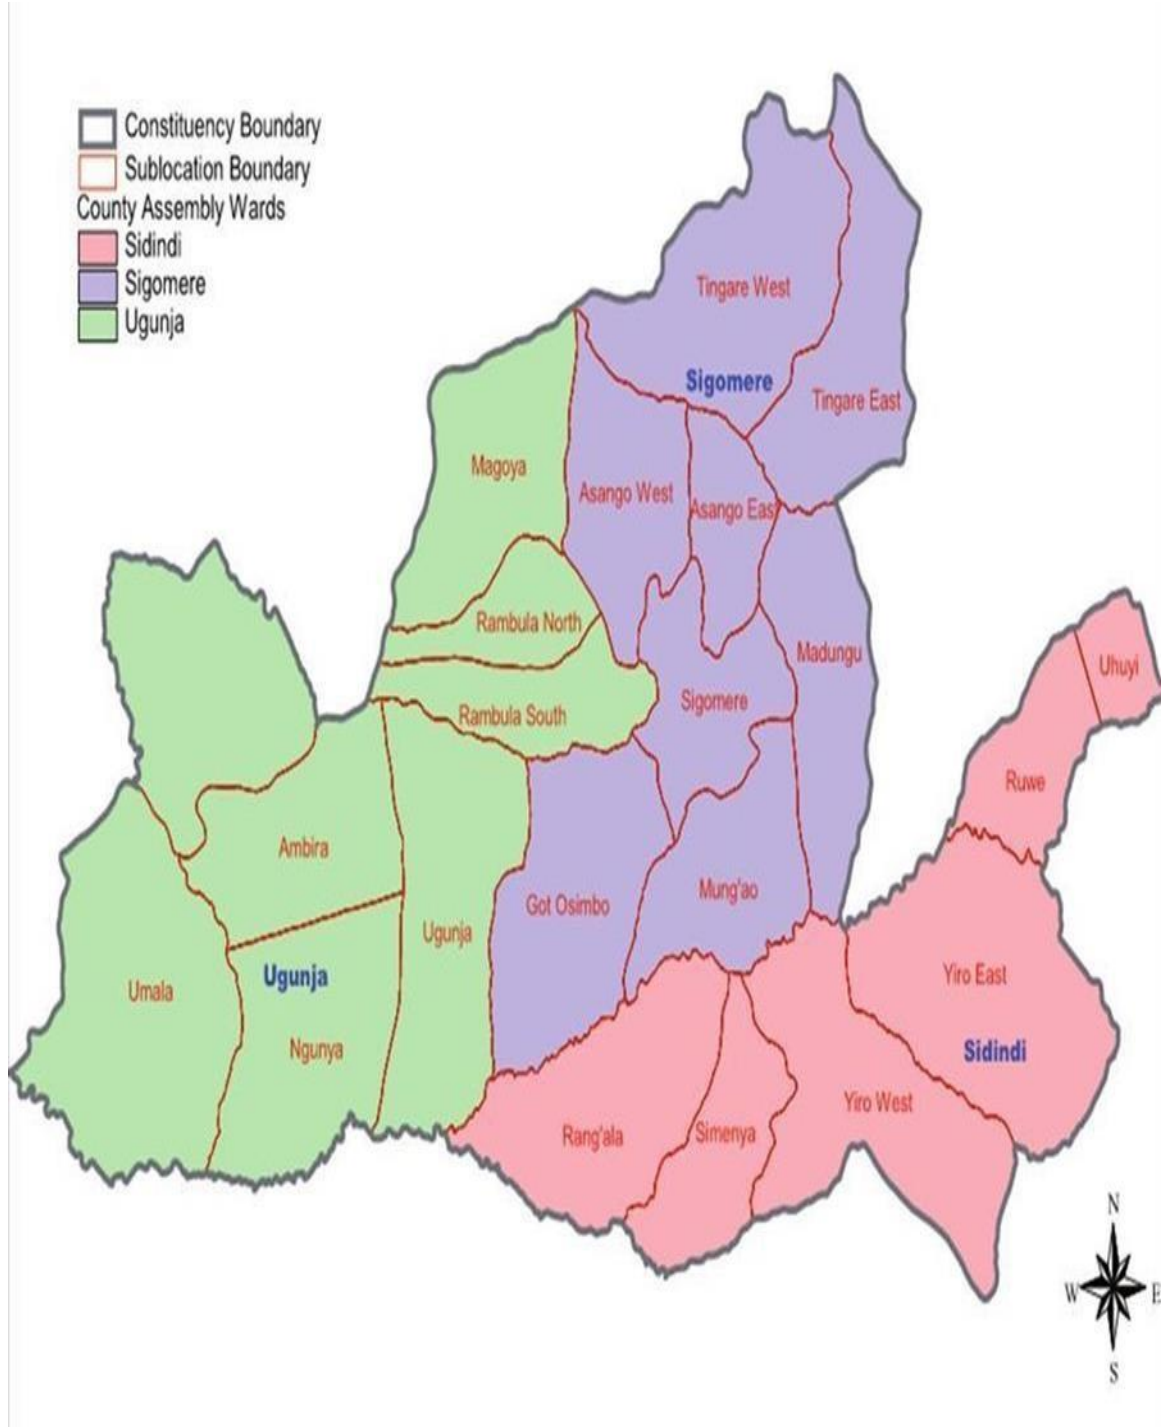 Constituency Boundary
Sublocation Boundary
County Assembly Wards
Sidindi
Sigomere
Ugunja
Tingare West
Sigomere
Tingare East
Magoya
Asango West
Asango East
Rambula North
Madungu
Uhuyi
Sigomere
Rambula South
Ruwe
Ambira
Mung'ao
Got Osimbo
Ugunja
Umala
Ugunja
Yiro East
Ngunya
Sidindi
Yiro West
Rang'ala
Simenya
N
W
E
S